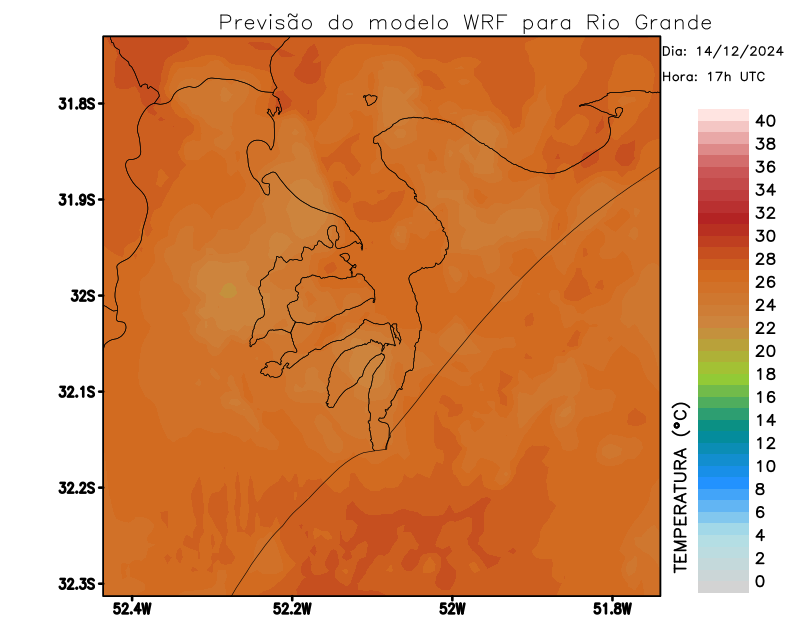 Previsão do modelo WRF para Rio Grande
Dia: 14/12/2024
Hora: 17h UTC
31.8S
31.9S
32S
32.1S
32.2S
32.3S
52.4W
52.2W
52W
51.8W
TEMPERATURA (°C)
40
38
36
34
32
30
28
26
24
22
20
18
16
14
12
10
8
6
4
2
0